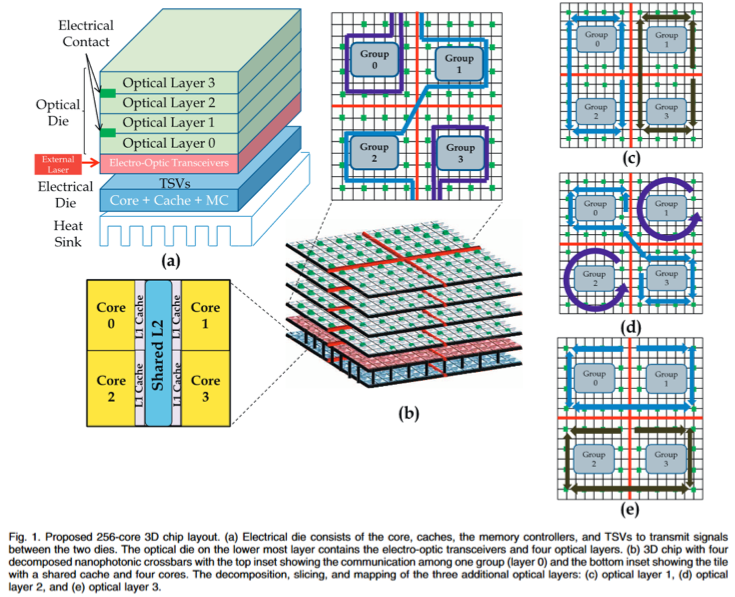 Electrical
Contact
Optical Layer 3
Optical Layer 2
Optical Layer 1
Optical Layer 0
Optical
Die
External
Laser
Electro-Optic Transceivers
Electrical
Die
TSVs
Core + Cache + MC
Heat
Sink
(a)
Group
0
Group
1
Group
2
Group
3
Core
0
Core
1
Core
2
Core
3
L1 Cache
L1 Cache
L1 Cache
L1 Cache
Shared L2
(b)
Group
0
Group
1
Group
2
Group
3
(c)
Group
0
Group
1
Group
2
Group
3
(d)
Group
0
Group
1
Group
2
Group
3
(e)
Fig. 1. Proposed 256-core 3D chip layout. (a) Electrical die consists of the core, caches, the memory controllers, and TSVs to transmit signals
between the two dies. The optical die on the lower most layer contains the electro-optic transceivers and four optical layers. (b) 3D chip with four
decomposed nanophotonic crossbars with the top inset showing the communication among one group (layer 0) and the bottom inset showing the tile
with a shared cache and four cores. The decomposition, slicing, and mapping of the three additional optical layers: (c) optical layer 1, (d) optical
layer 2, and (e) optical layer 3.